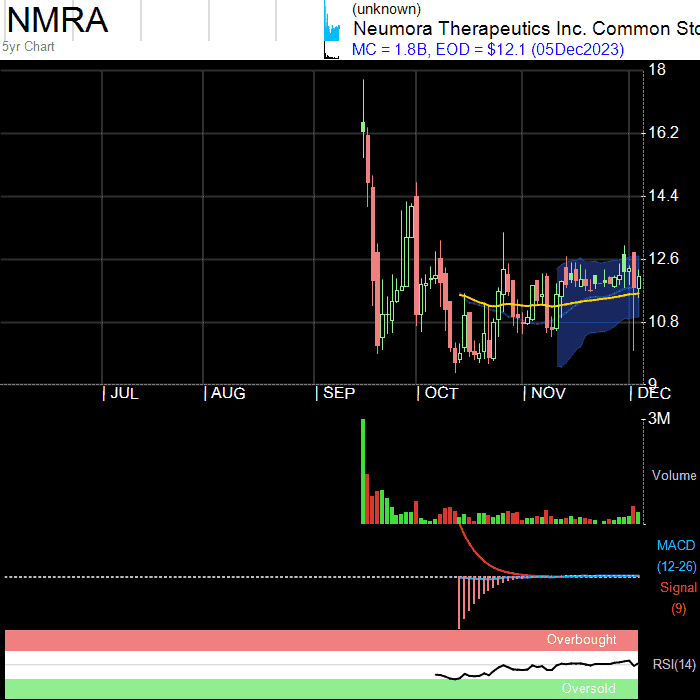 NMRA
5yr Chart
(unknown)
Neumora Therapeutics Inc. Common Sto
MC = 1.8B, EOD = $12.1 (05Dec2023)
18
16.2
14.4
12.6
10.8
9
| JUL | AUG | SEP | OCT | NOV | DEC
3M
Volume
MACD
(12-26)
Signal
(9)
Overbought
RSI(14)
Oversold